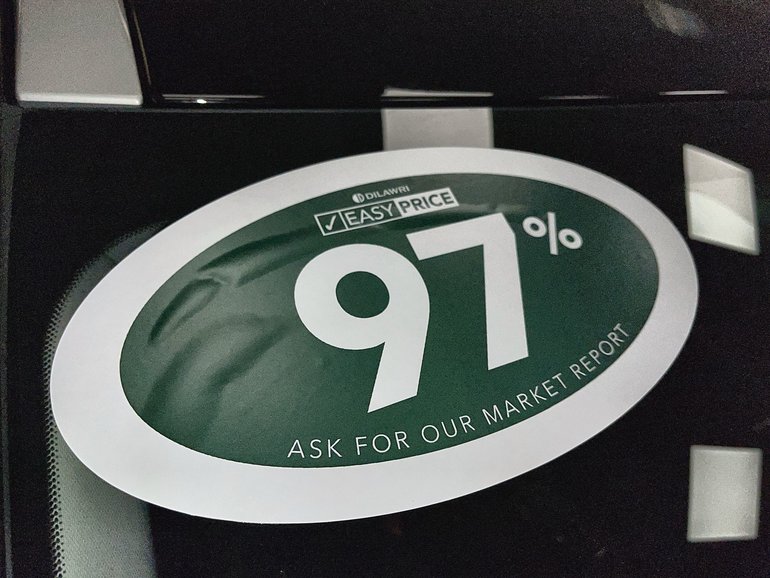 DILAWRI
EASY PRICE
97%
ASK FOR OUR MARKET REPORT